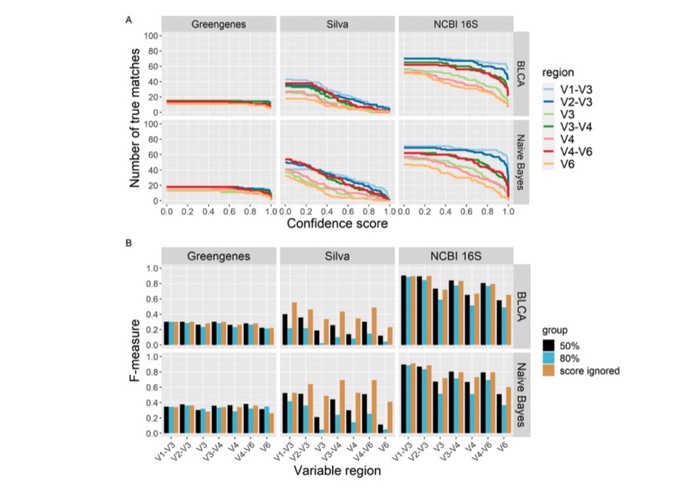 A
Greengenes Silva NCBI 16S
Number of true matches
100
80
60
40
20
0
BLCA
100
80
60
40
20
0
Naive Bayes
0.0 0.2 0.4 0.6 0.8 1.0 0.0 0.2 0.4 0.6 0.8 1.0 0.0 0.2 0.4 0.6 0.8 1.0
Confidence score
region
V1-V3
V2-V3
V3
V3-V4
V4
V4-V6
V6
B
Greengenes Silva NCBI 16S
F-measure
1.0
0.8
0.6
0.4
0.2
0.0
BLCA
1.0
0.8
0.6
0.4
0.2
0.0
Naive Bayes
V1-V3 V2-V3 V3 V3-V4 V4 V4-V6 V6 V1-V3 V2-V3 V3 V3-V4 V4 V4-V6 V6 V1-V3 V2-V3 V3 V3-V4 V4 V4-V6 V6
Variable region
group
50%
80%
score ignored